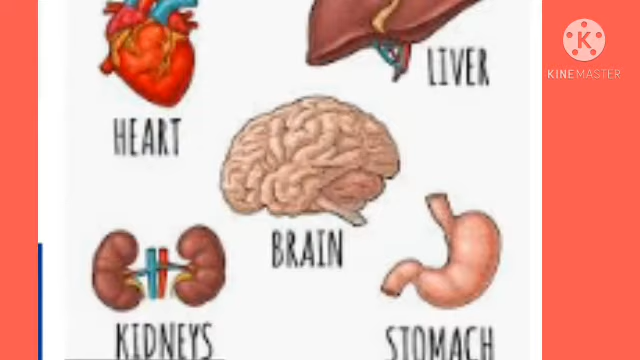 KINEMASTER
LIVER
HEART
BRAIN
KIDNEYS
STOMACH